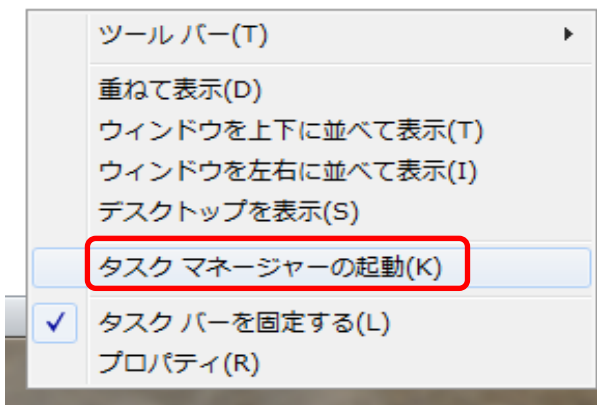 ツール バー(T)
重ねて表示(D)
ウィンドウを上下に並べて表示(T)
ウィンドウを左右に並べて表示(I)
デスクトップを表示(S)
タスク マネージャーの起動(K)
タスク バーを固定する(L)
プロパティ(R)